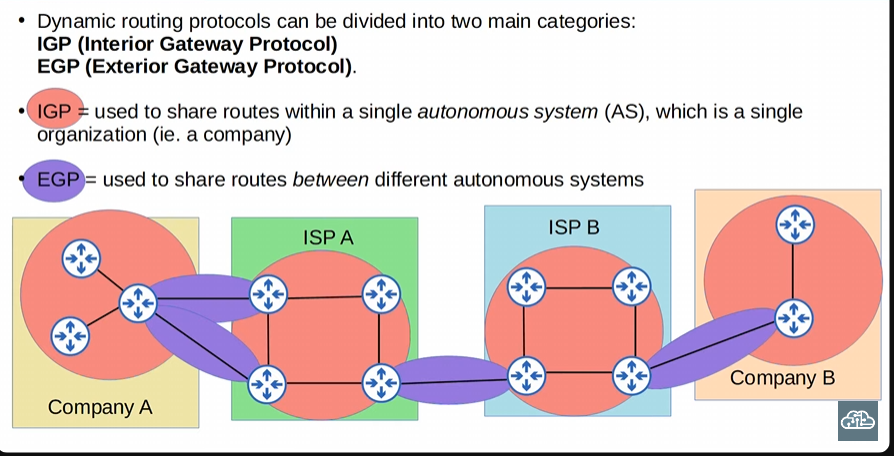 • Dynamic routing protocols can be divided into two main categories:
IGP (Interior Gateway Protocol)
EGP (Exterior Gateway Protocol).
• IGP = used to share routes within a single autonomous system (AS), which is a single
organization (ie. a company)
• EGP = used to share routes between different autonomous systems
ISP A
ISP B
Company A
Company B